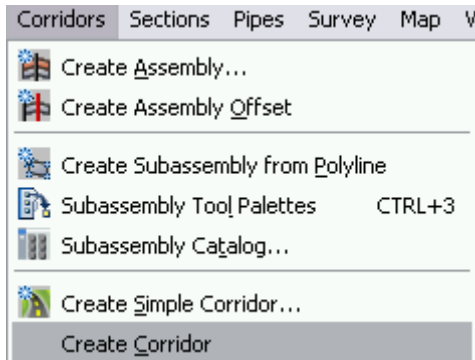 Corridors Sections Pipes Survey Map
Create Assembly...
Create Assembly Offset
Create Subassembly from Polyline
Subassembly Tool Palettes CTRL+3
Subassembly Catalog...
Create Simple Corridor...
Create Corridor